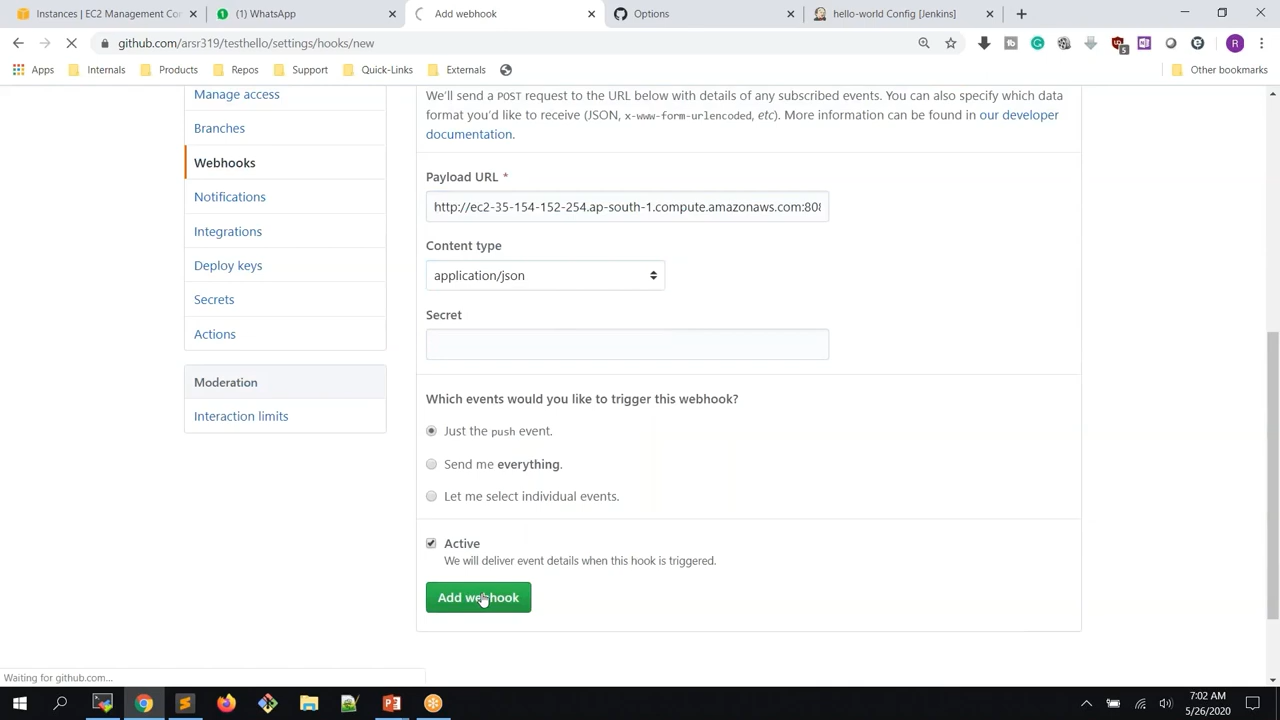 Instances | EC2 Management Con
(1) WhatsApp
Add webhook
Options
hello-world Config [Jenkins]
github.com/arsr319/testhello/settings/hooks/new
5
R
Apps
Internals
Products
Repos
Support
Quick-Links
Externals
Other bookmarks
Manage access
Branches
Webhooks
Notifications
Integrations
Deploy keys
Secrets
Actions
Moderation
Interaction limits
We'll send a POST request to the URL below with details of any subscribed events. You can also specify which data
format you'd like to receive (JSON, x-www-form-urlencoded, etc). More information can be found in our developer
documentation.
Payload URL *
http://ec2-35-154-152-254.ap-south-1.compute.amazonaws.com:808
Content type
application/json
Secret
Which events would you like to trigger this webhook?
Just the push event.
Send me everything.
Let me select individual events.
Active
We will deliver event details when this hook is triggered.
Add webhook
Waiting for github.com...
7:02 AM
5/26/2020